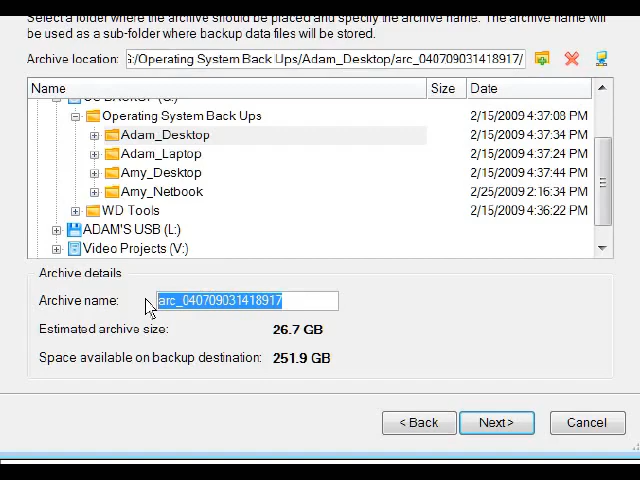 Select a folder where the archive should be placed and specify the archive name. The archive name will
be used as a sub-folder where backup data files will be stored.
Archive location: :/Operating System Back Ups/Adam_Desktop/arc_040709031418917/
Name Size Date
Operating System Back Ups 2/15/2009 4:37:08 PM
Adam_Desktop 2/15/2009 4:37:34 PM
Adam_Laptop 2/15/2009 4:37:24 PM
Amy_Desktop 2/15/2009 4:37:44 PM
Amy_Netbook 2/25/2009 2:16:34 PM
WD Tools 2/15/2009 4:36:22 PM
ADAM'S USB (L:)
Video Projects (V:)
Archive details
Archive name: arc_040709031418917
Estimated archive size: 26.7 GB
Space available on backup destination: 251.9 GB
< Back Next> Cancel